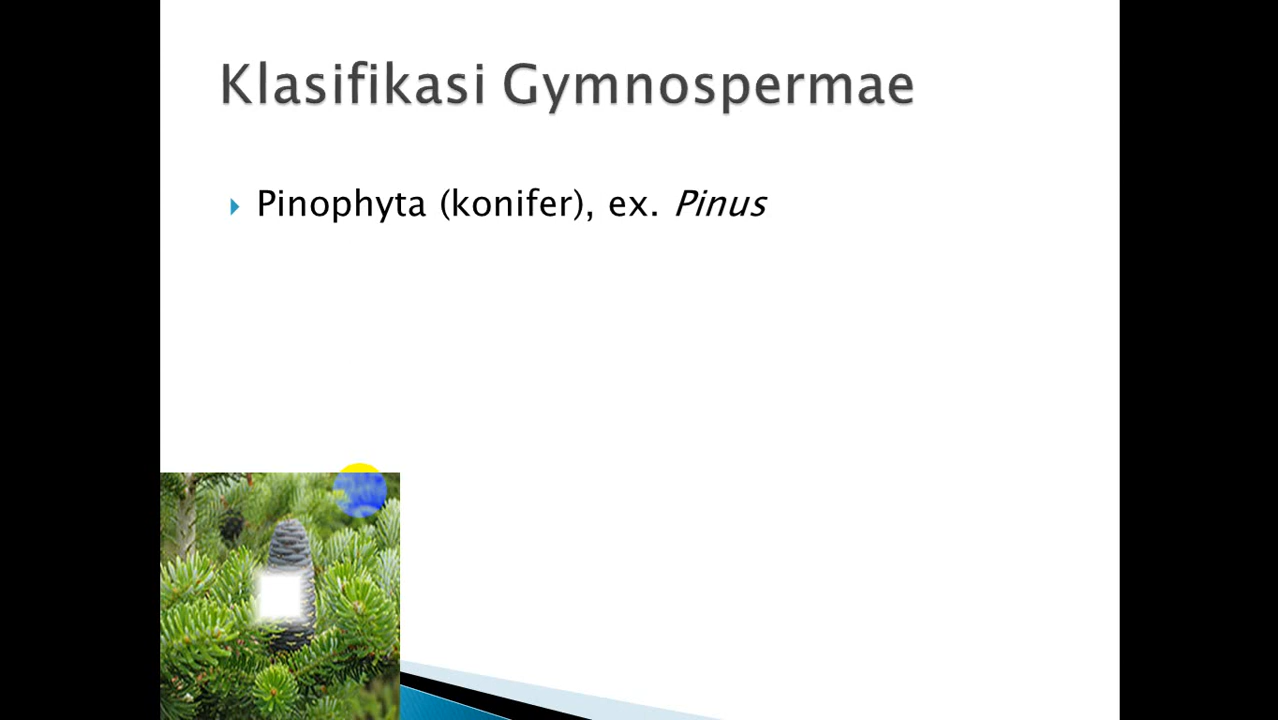 Klasifikasi Gymnospermae
Pinophyta (konifer), ex. Pinus